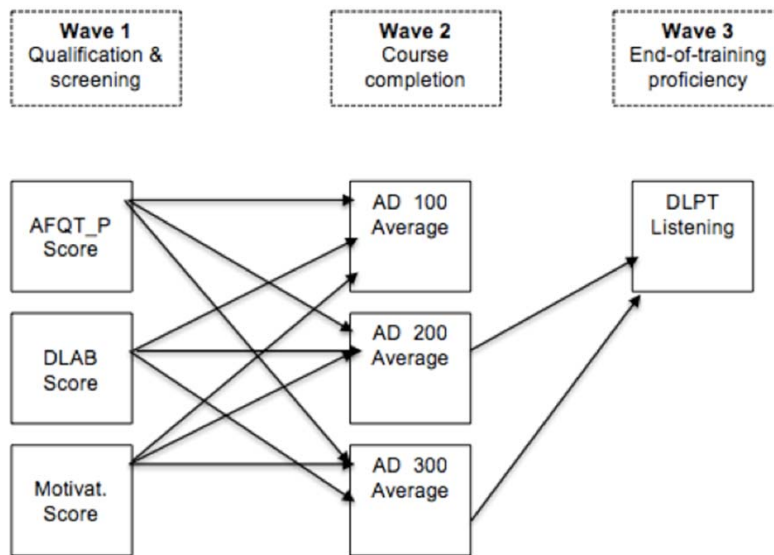 Wave 1
Qualification &
screening
Wave 2
Course
completion
Wave 3
End-of-training
proficiency
AFQT_P
Score
AD 100
Average
DLPT
Listening
DLAB
Score
AD 200
Average
Motivat.
Score
AD 300
Average